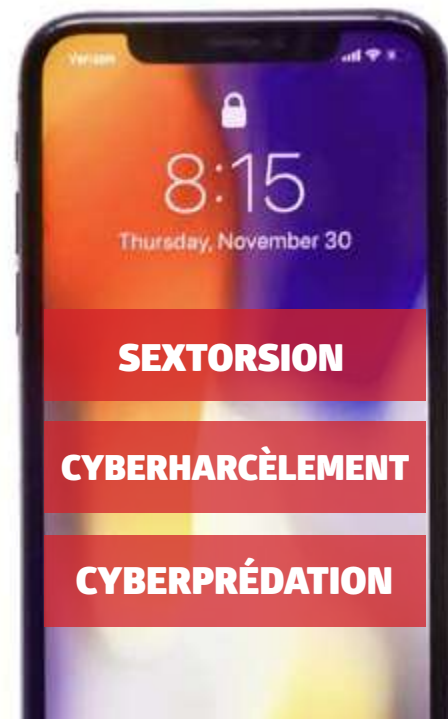 Verizon
8:15
Thursday, November 30
SEXTORSION
CYBERHARCÈLEMENT
CYBERPRÉDATION